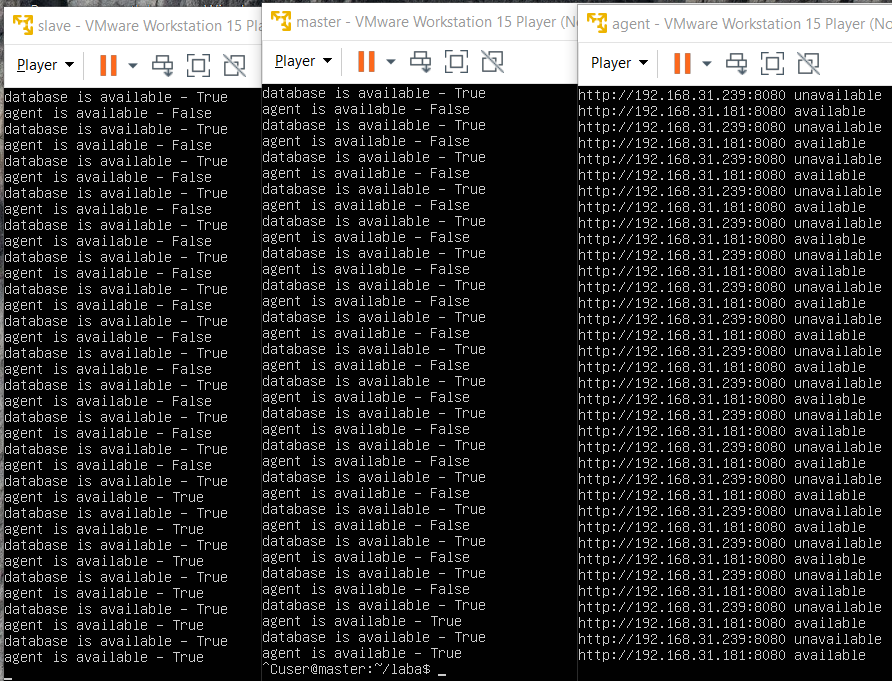 slave - VMware Workstation 15 Pl
Player
database is available - True
agent is available - False
database is available - True
agent is available - False
database is available - True
agent is available - False
database is available - True
agent is available - False
database is available - True
agent is available - False
database is available - True
agent is available - False
database is available - True
agent is available - False
database is available - True
agent is available - False
database is available - True
agent is available - False
database is available - True
agent is available - False
database is available - True
agent is available - False
database is available - True
agent is available - False
database is available - True
agent is available - True
database is available - True
agent is available - True
database is available - True
agent is available - True
database is available - True
agent is available - True
database is available - True
agent is available - True
database is available - True
agent is available - True
master - VMware Workstation 15 Player (No
Player
database is available - True
agent is available - False
database is available - True
agent is available - False
database is available - True
agent is available - False
database is available - True
agent is available - False
database is available - True
agent is available - False
database is available - True
agent is available - False
database is available - True
agent is available - False
database is available - True
agent is available - False
database is available - True
agent is available - False
database is available - True
agent is available - False
database is available - True
agent is available - False
database is available - True
agent is available - False
database is available - True
agent is available - False
database is available - True
agent is available - False
database is available - True
agent is available - False
database is available - True
agent is available - False
database is available - True
agent is available - True
database is available - True
agent is available - True
^Cuser@master:~/laba$ _
agent - VMware Workstation 15 Player (No
Player
http://192.168.31.239:8080 unavailable
http://192.168.31.181:8080 available
http://192.168.31.239:8080 unavailable
http://192.168.31.181:8080 available
http://192.168.31.239:8080 unavailable
http://192.168.31.181:8080 available
http://192.168.31.239:8080 unavailable
http://192.168.31.181:8080 available
http://192.168.31.239:8080 unavailable
http://192.168.31.181:8080 available
http://192.168.31.239:8080 unavailable
http://192.168.31.181:8080 available
http://192.168.31.239:8080 unavailable
http://192.168.31.181:8080 available
http://192.168.31.239:8080 unavailable
http://192.168.31.181:8080 available
http://192.168.31.239:8080 unavailable
http://192.168.31.181:8080 available
http://192.168.31.239:8080 unavailable
http://192.168.31.181:8080 available
http://192.168.31.239:8080 unavailable
http://192.168.31.181:8080 available
http://192.168.31.239:8080 unavailable
http://192.168.31.181:8080 available
http://192.168.31.239:8080 unavailable
http://192.168.31.181:8080 available
http://192.168.31.239:8080 unavailable
http://192.168.31.181:8080 available
http://192.168.31.239:8080 unavailable
http://192.168.31.181:8080 available
http://192.168.31.239:8080 unavailable
http://192.168.31.181:8080 available
http://192.168.31.239:8080 unavailable
http://192.168.31.181:8080 available
http://192.168.31.239:8080 unavailable
http://192.168.31.181:8080 available